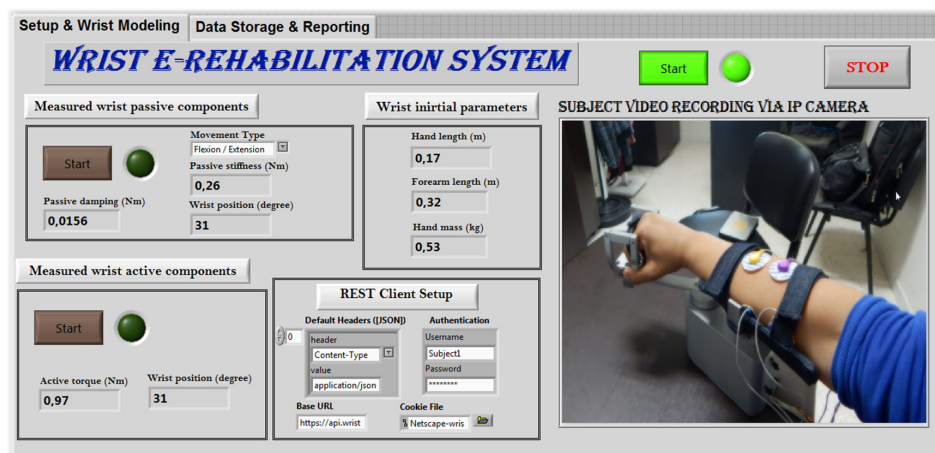 Setup & Wrist Modeling
Data Storage & Reporting
WRIST E-REHABILITATION SYSTEM
Start
STOP
Measured wrist passive components
Start
Movement Type
Flexion / Extension
Passive stiffness (Nm)
0,26
Passive damping (Nm)
0,0156
Wrist position (degree)
31
Wrist inirtial parameters
Hand length (m)
0,17
Forearm length (m)
0,32
Hand mass (kg)
0,53
SUBJECT VIDEO RECORDING VIA IP CAMERA
Measured wrist active components
Start
Active torque (Nm)
0,97
Wrist position (degree)
31
REST Client Setup
Default Headers ([JSON])
0
header
Content-Type
value
application/json
Authentication
Username
Subject1
Password
********
Base URL
https://api.wrist
Cookie File
Netscape-wris